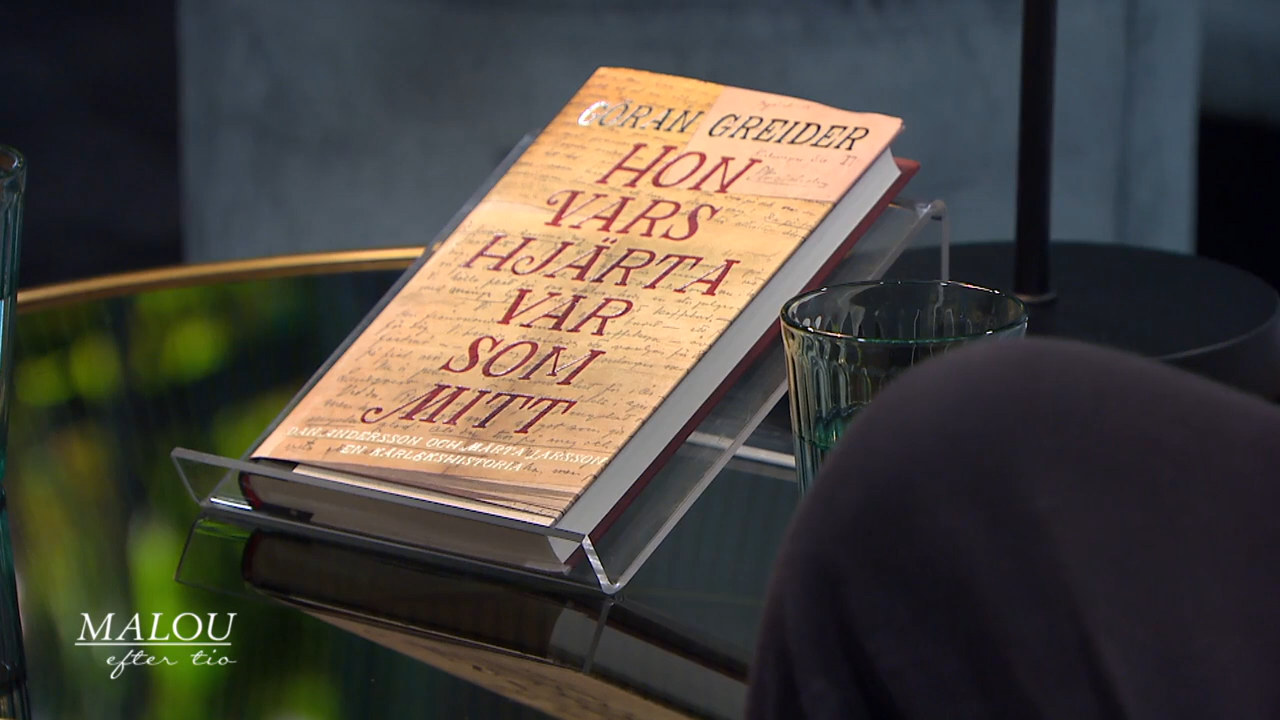 GÖRAN GREIDER
HON
VARS
HJÄRTA
VAR
SOM
MITT
DAN ANDERSSON OCH MÄRTA LARSSON
EN KÄRLEKSHISTORIA
MALOU
efter tio